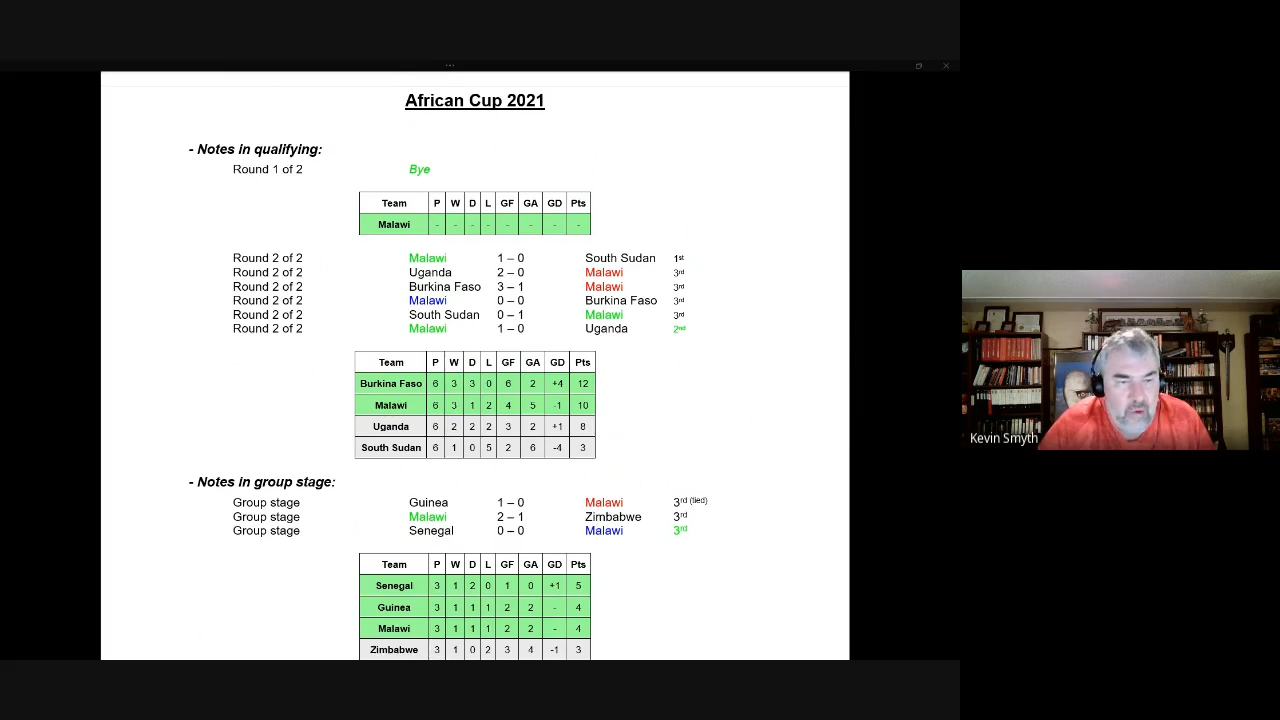 African Cup 2021
- Notes in qualifying:
Round 1 of 2 Bye
Team P W D L GF GA GD Pts
Malawi - - - - - - - -
Round 2 of 2 Malawi 1 – 0 South Sudan 1st
Round 2 of 2 Uganda 2 – 0 Malawi 3rd
Round 2 of 2 Burkina Faso 3 – 1 Malawi 3rd
Round 2 of 2 Malawi 0 – 0 Burkina Faso 3rd
Round 2 of 2 South Sudan 0 – 1 Malawi 3rd
Round 2 of 2 Malawi 1 – 0 Uganda 2nd
Team P W D L GF GA GD Pts
Burkina Faso 6 3 3 0 6 2 +4 12
Malawi 6 3 1 2 4 5 -1 10
Uganda 6 2 2 2 3 2 +1 8
South Sudan 6 1 0 5 2 6 -4 3
- Notes in group stage:
Group stage Guinea 1 – 0 Malawi 3rd (tied)
Group stage Malawi 2 – 1 Zimbabwe 3rd
Group stage Senegal 0 – 0 Malawi 3rd
Team P W D L GF GA GD Pts
Senegal 3 1 2 0 1 0 +1 5
Guinea 3 1 1 1 2 2 - 4
Malawi 3 1 1 1 2 2 - 4
Zimbabwe 3 1 0 2 3 4 -1 3
Kevin Smyth